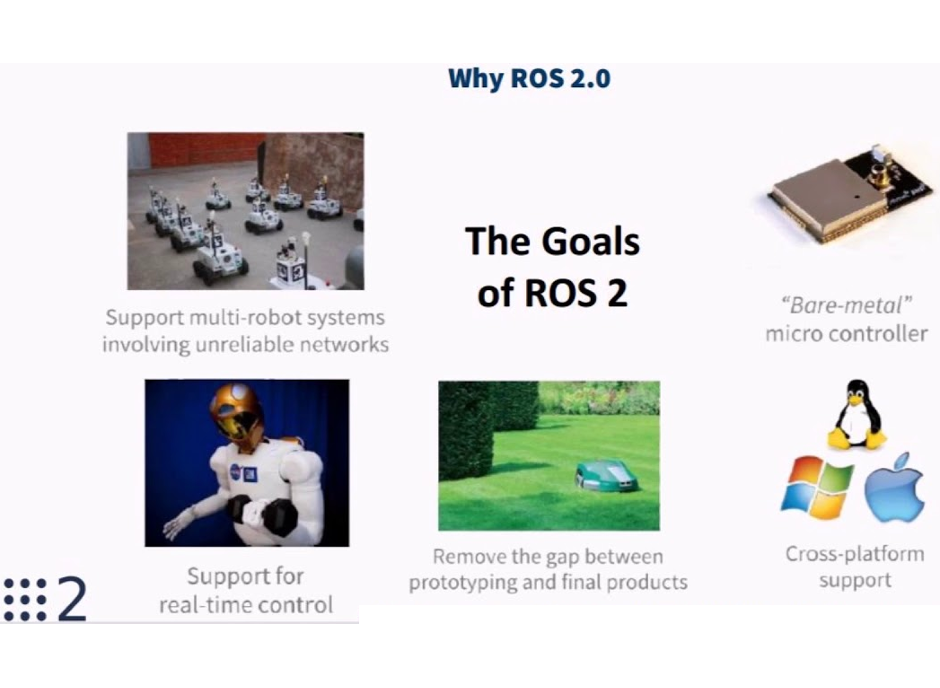 Why ROS 2.0
The Goals
of ROS 2
Support multi-robot systems
involving unreliable networks
“Bare-metal”
micro controller
Support for
real-time control
Remove the gap between
prototyping and final products
Cross-platform
support
2